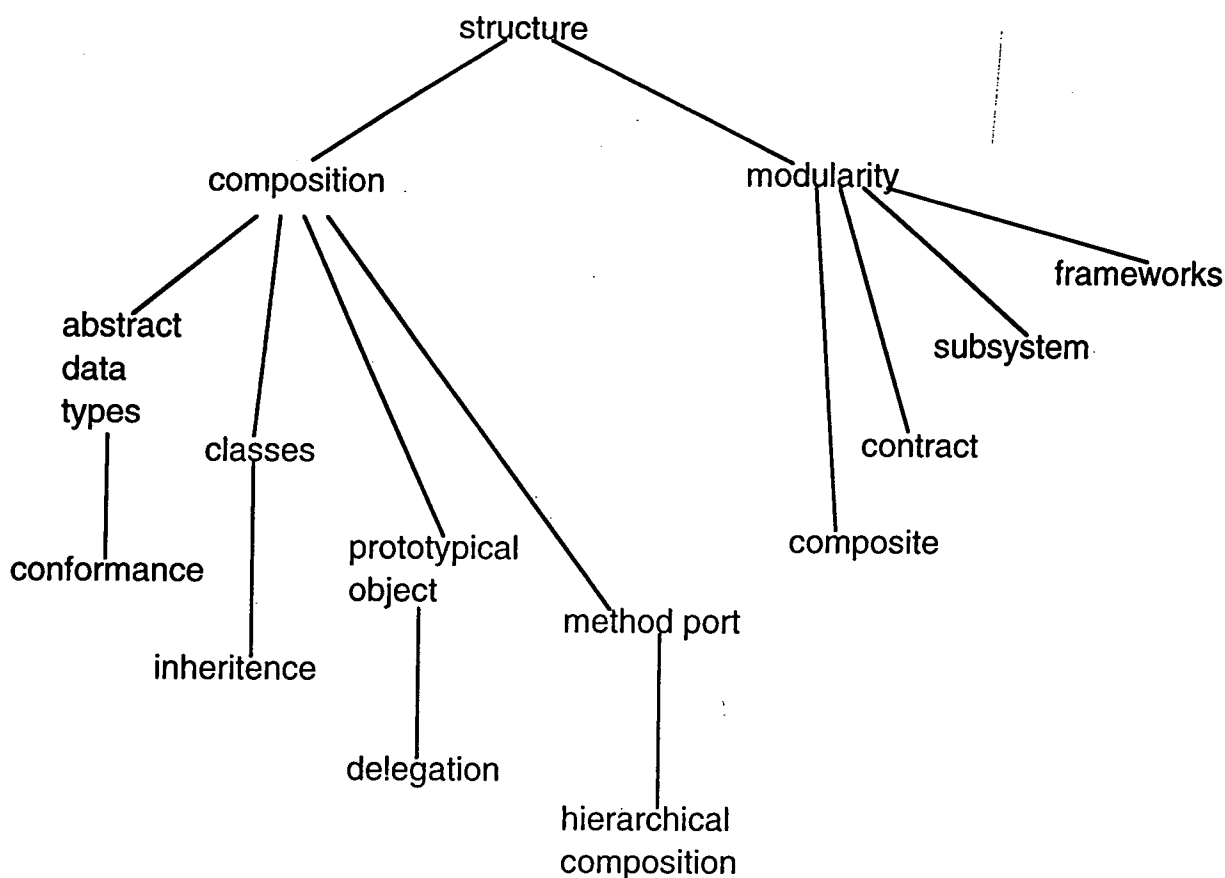 structure
composition
modularity
frameworks
abstract
data
types
subsystem
classes
contract
conformance
prototypical
object
composite
method port
inheritence
delegation
hierarchical
composition